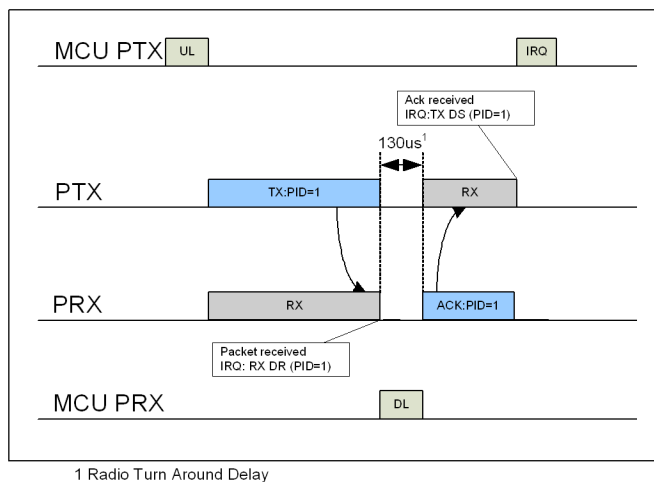 MCU PTX
UL
IRQ
Ack received
IRQ:TX DS (PID=1)
130us¹
PTX
TX:PID=1
RX
PRX
RX
ACK:PID=1
Packet received
IRQ: RX DR (PID=1)
MCU PRX
DL
1 Radio Turn Around Delay